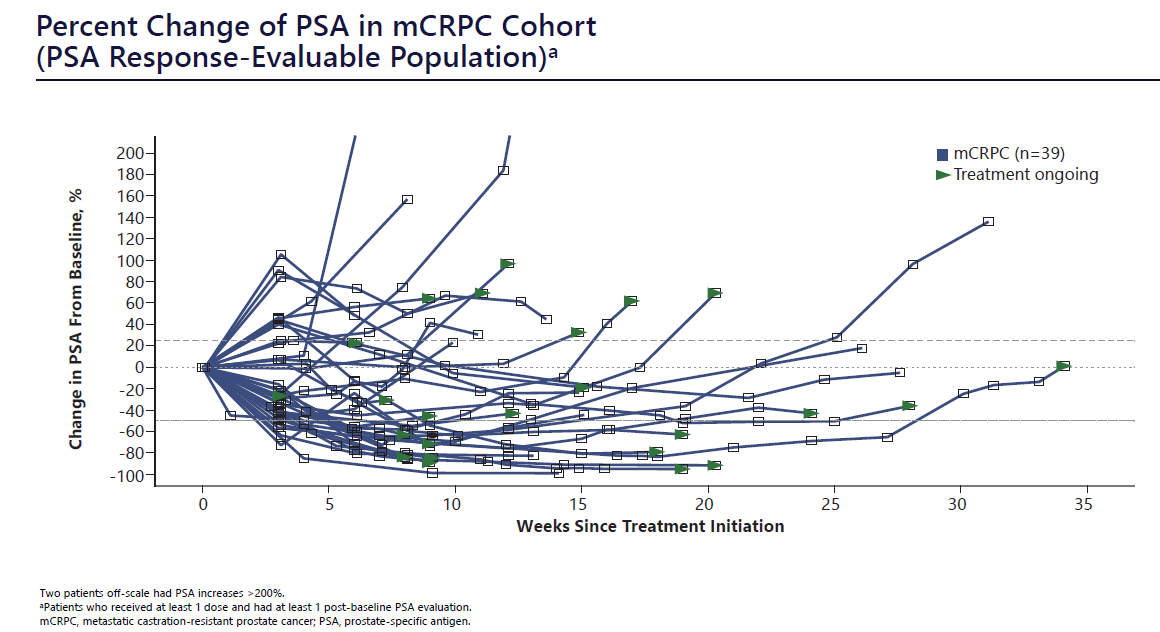 Percent Change of PSA in mCRPC Cohort
(PSA Response-Evaluable Population)ᵃ
mCRPC (n=39)
Treatment ongoing
Change in PSA From Baseline, %
200
180
160
140
120
100
80
60
40
20
0
-20
-40
-60
-80
-100
0 5 10 15 20 25 30 35
Weeks Since Treatment Initiation
Two patients off-scale had PSA increases >200%.
ᵃPatients who received at least 1 dose and had at least 1 post-baseline PSA evaluation.
mCRPC, metastatic castration-resistant prostate cancer; PSA, prostate-specific antigen.